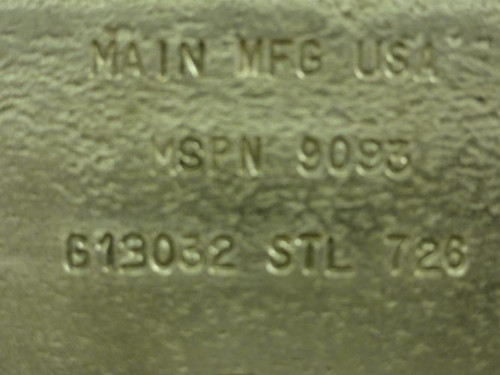 MAIN MFG USA
MSPN 9093
613032 STL 726